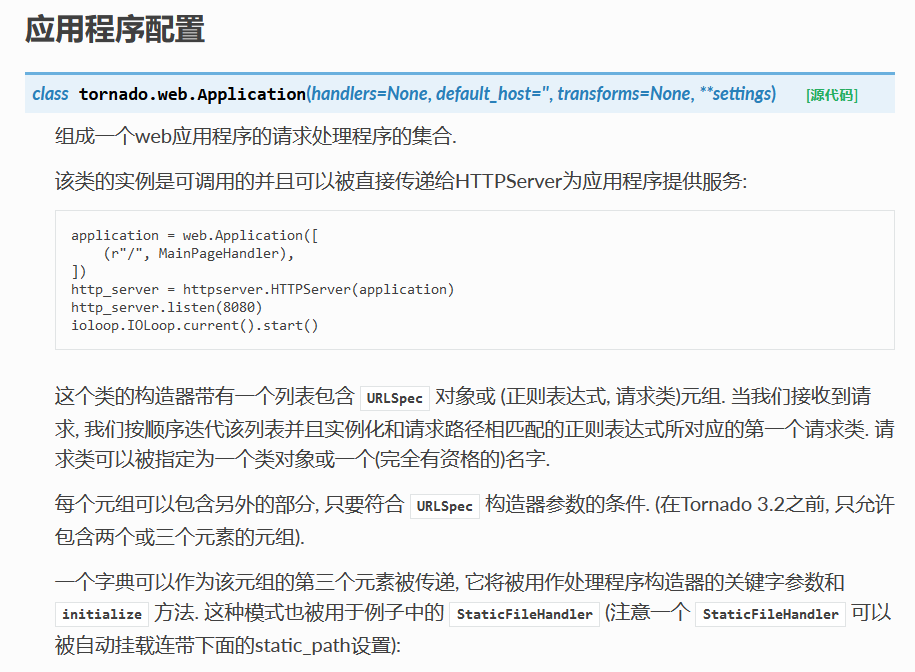 应用程序配置
class tornado.web.Application(handlers=None, default_host='', transforms=None, **settings) [源代码]
组成一个web应用程序的请求处理程序的集合.
该类的实例是可调用的并且可以被直接传递给HTTPServer为应用程序提供服务:
application = web.Application([
    (r"/", MainPageHandler),
])
http_server = httpserver.HTTPServer(application)
http_server.listen(8080)
ioloop.IOLoop.current().start()
这个类的构造器带有一个列表包含 URLSpec 对象或 (正则表达式, 请求类)元组. 当我们接收到请
求, 我们按顺序迭代该列表并且实例化和请求路径相匹配的正则表达式所对应的第一个请求类. 请
求类可以被指定为一个类对象或一个(完全有资格的)名字.
每个元组可以包含另外的部分, 只要符合 URLSpec 构造器参数的条件. (在Tornado 3.2之前, 只允许
包含两个或三个元素的元组).
一个字典可以作为该元组的第三个元素被传递, 它将被用作处理程序构造器的关键字参数和
initialize 方法. 这种模式也被用于例子中的 StaticFileHandler (注意一个 StaticFileHandler 可以
被自动挂载连带下面的static_path设置):